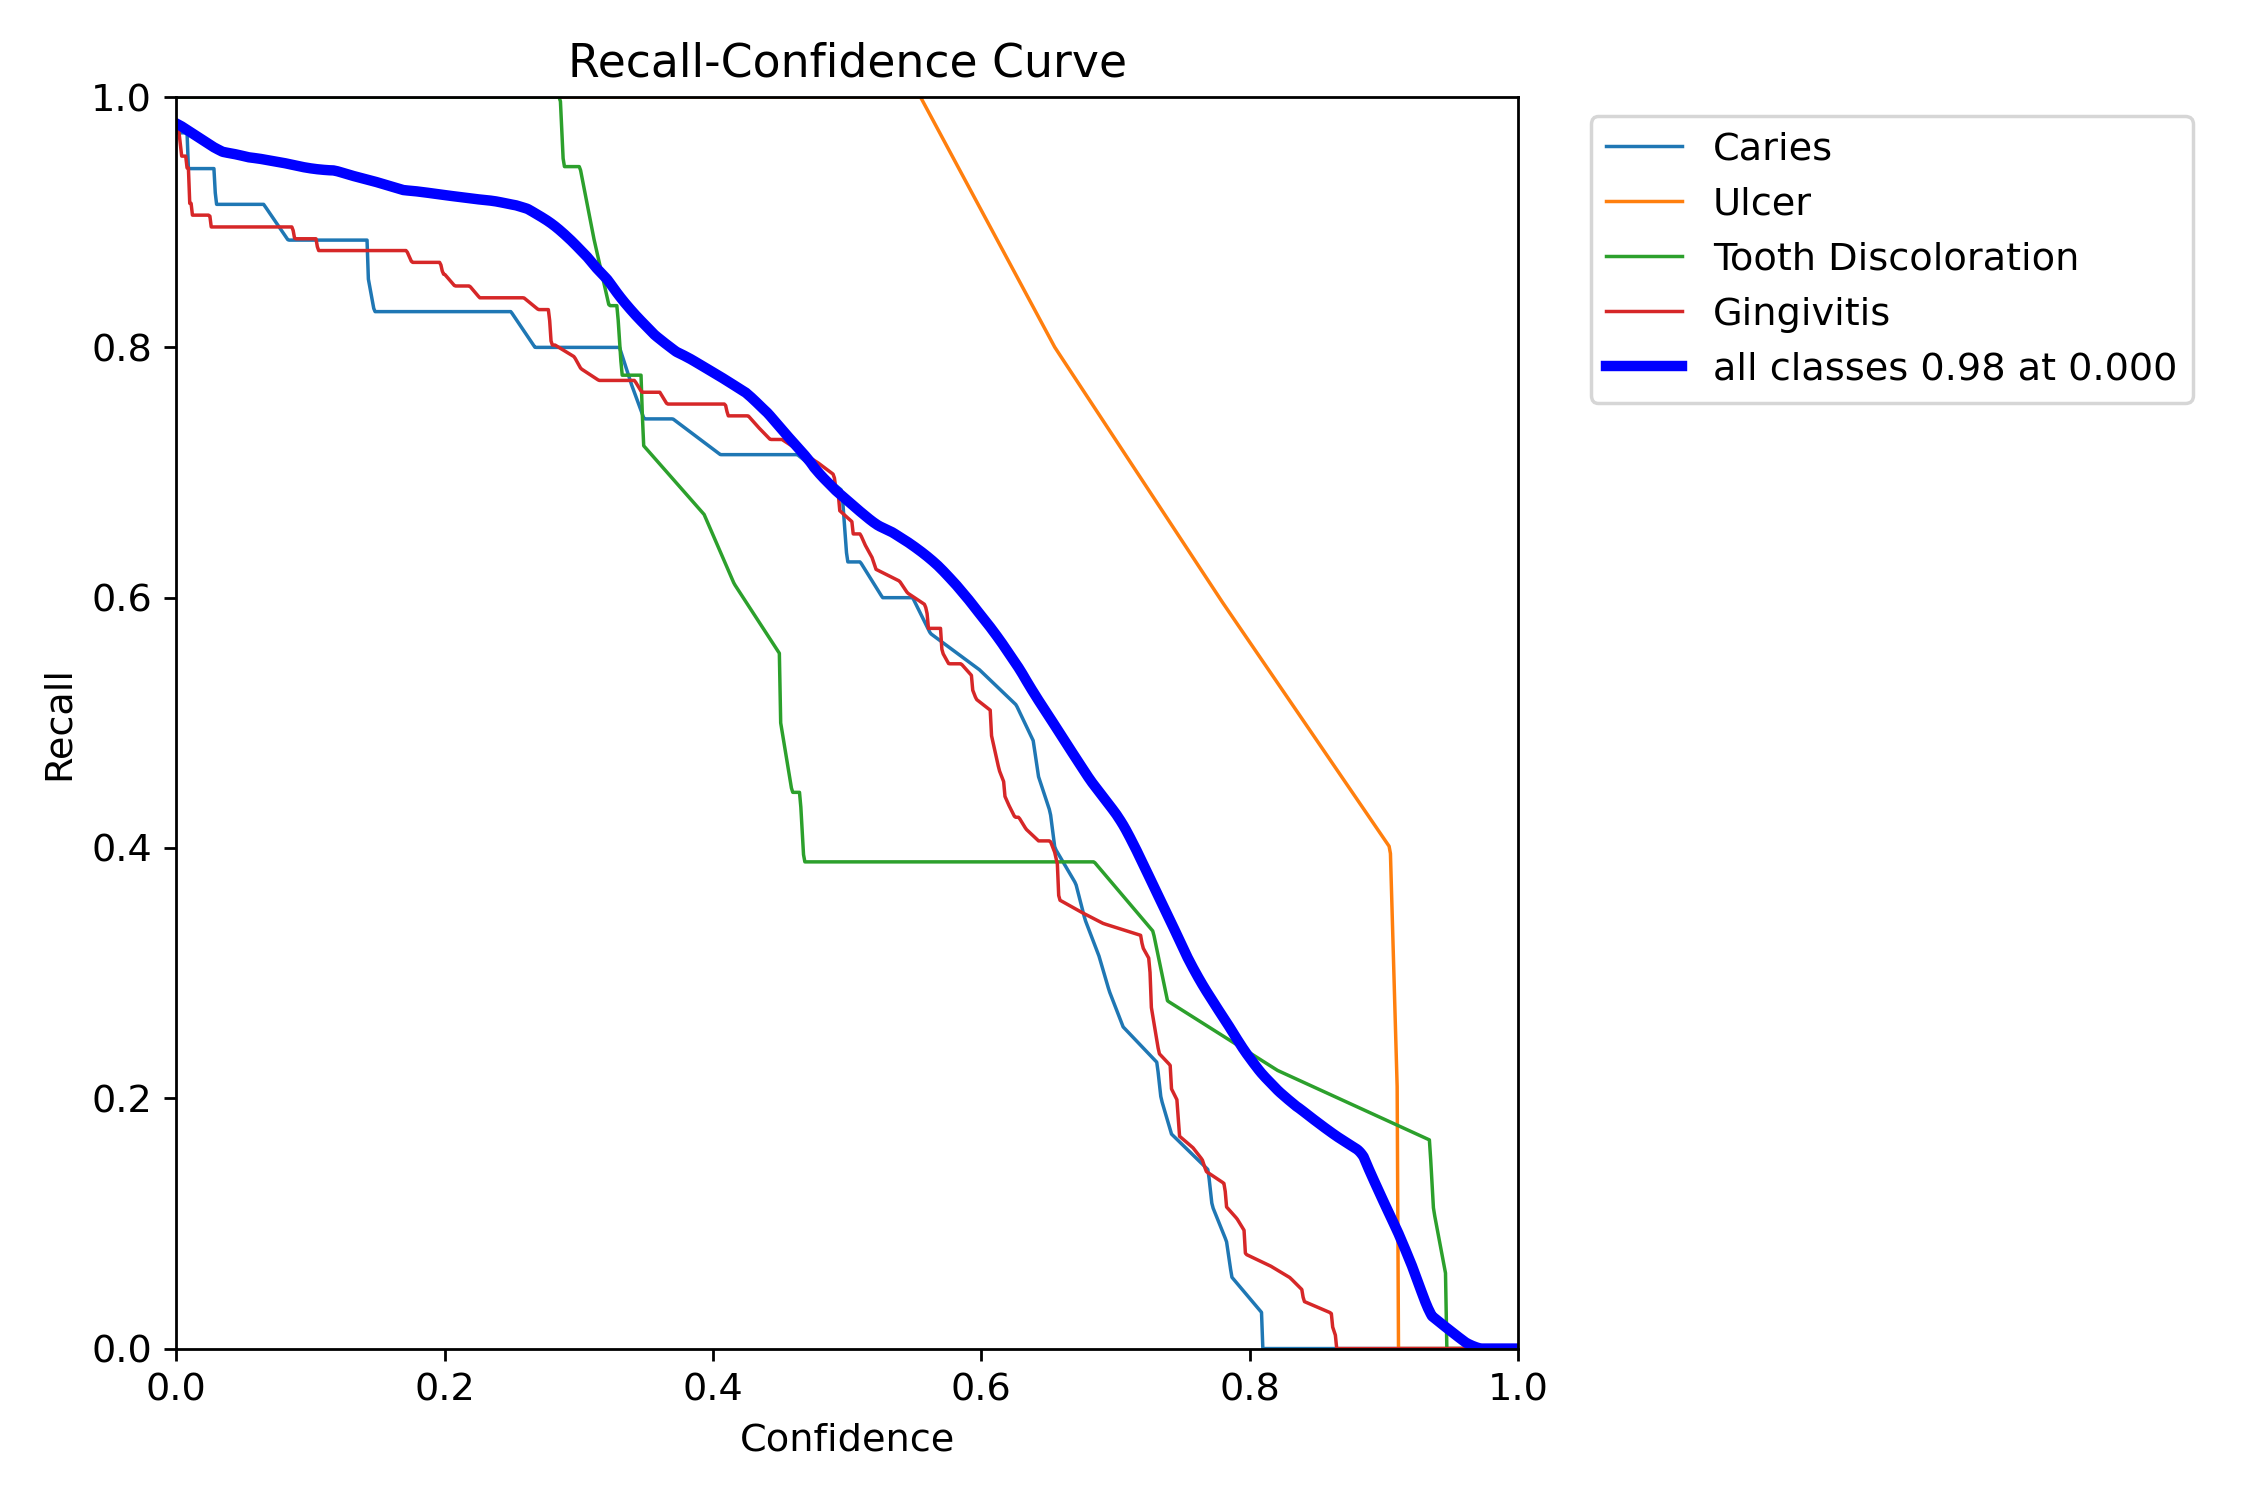 Recall-Confidence Curve
1.0
0.8
0.6
0.4
0.2
0.0
Recall
0.0 0.2 0.4 0.6 0.8 1.0
Confidence
Caries
Ulcer
Tooth Discoloration
Gingivitis
all classes 0.98 at 0.000